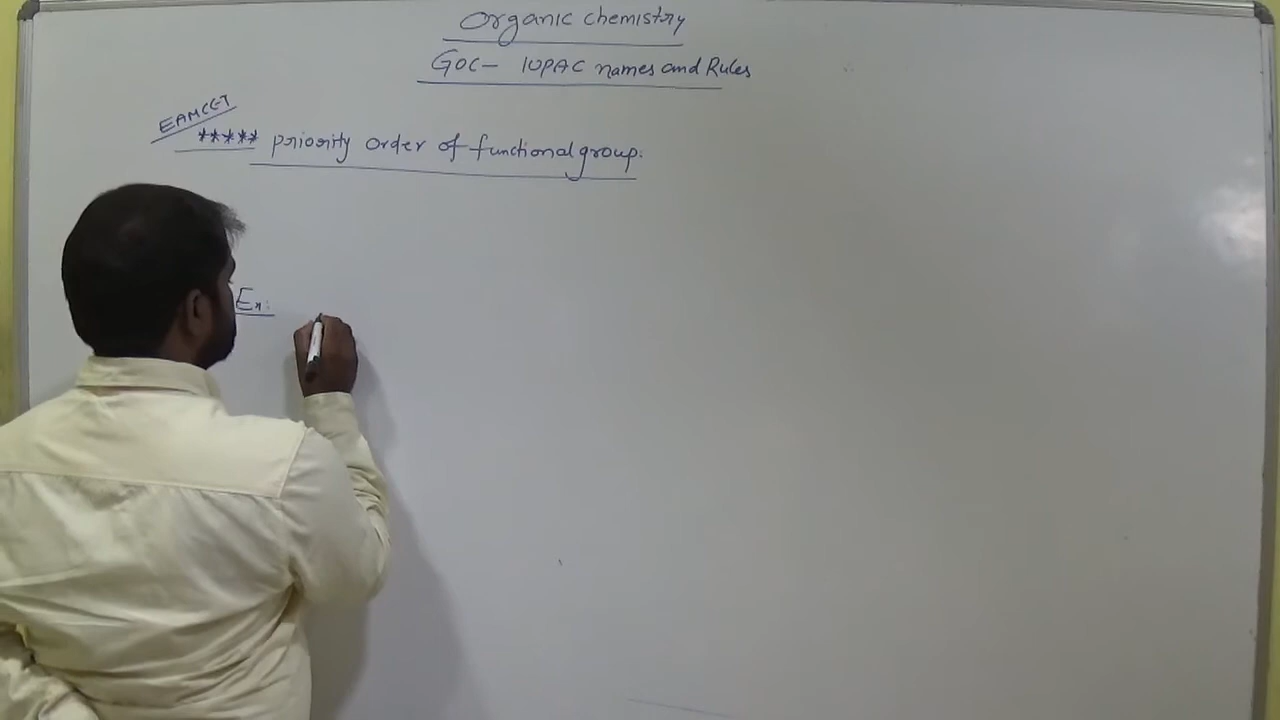 Organic chemistry
GOC- IUPAC names and Rules
EAMCET
***** priority order of functional group:
Ex: